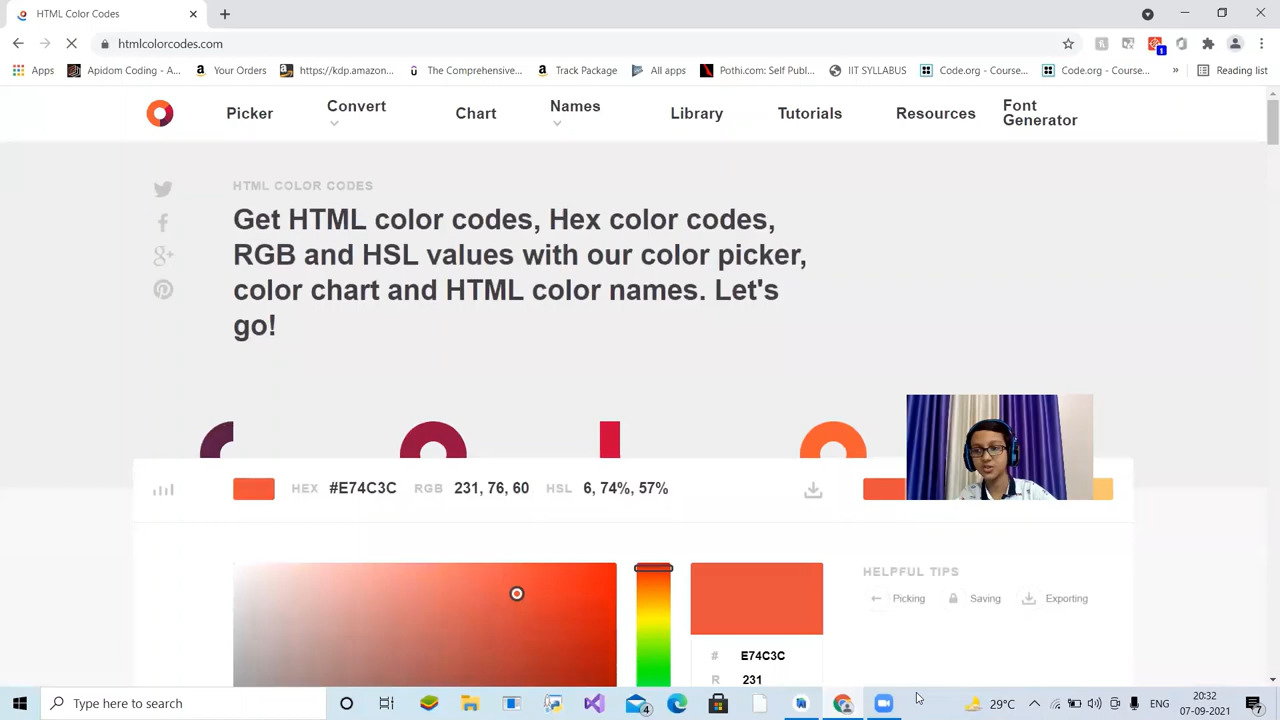 HTML Color Codes
htmlcolorcodes.com
1
Apps
Apidom Coding - A...
Your Orders
https://kdp.amazon...
The Comprehensive...
Track Package
All apps
Pothi.com: Self Publ...
IIT SYLLABUS
Code.org - Course...
Code.org - Course...
»
Reading list
Picker
Convert
Chart
Names
Library
Tutorials
Resources
Font
Generator
HTML COLOR CODES
Get HTML color codes, Hex color codes,
RGB and HSL values with our color picker,
color chart and HTML color names. Let's
go!
HEX #E74C3C RGB 231, 76, 60 HSL 6, 74%, 57%
HELPFUL TIPS
Picking Saving Exporting
# E74C3C
R 231
Type here to search
4
29°C
ENG
20:32
07-09-2021
7